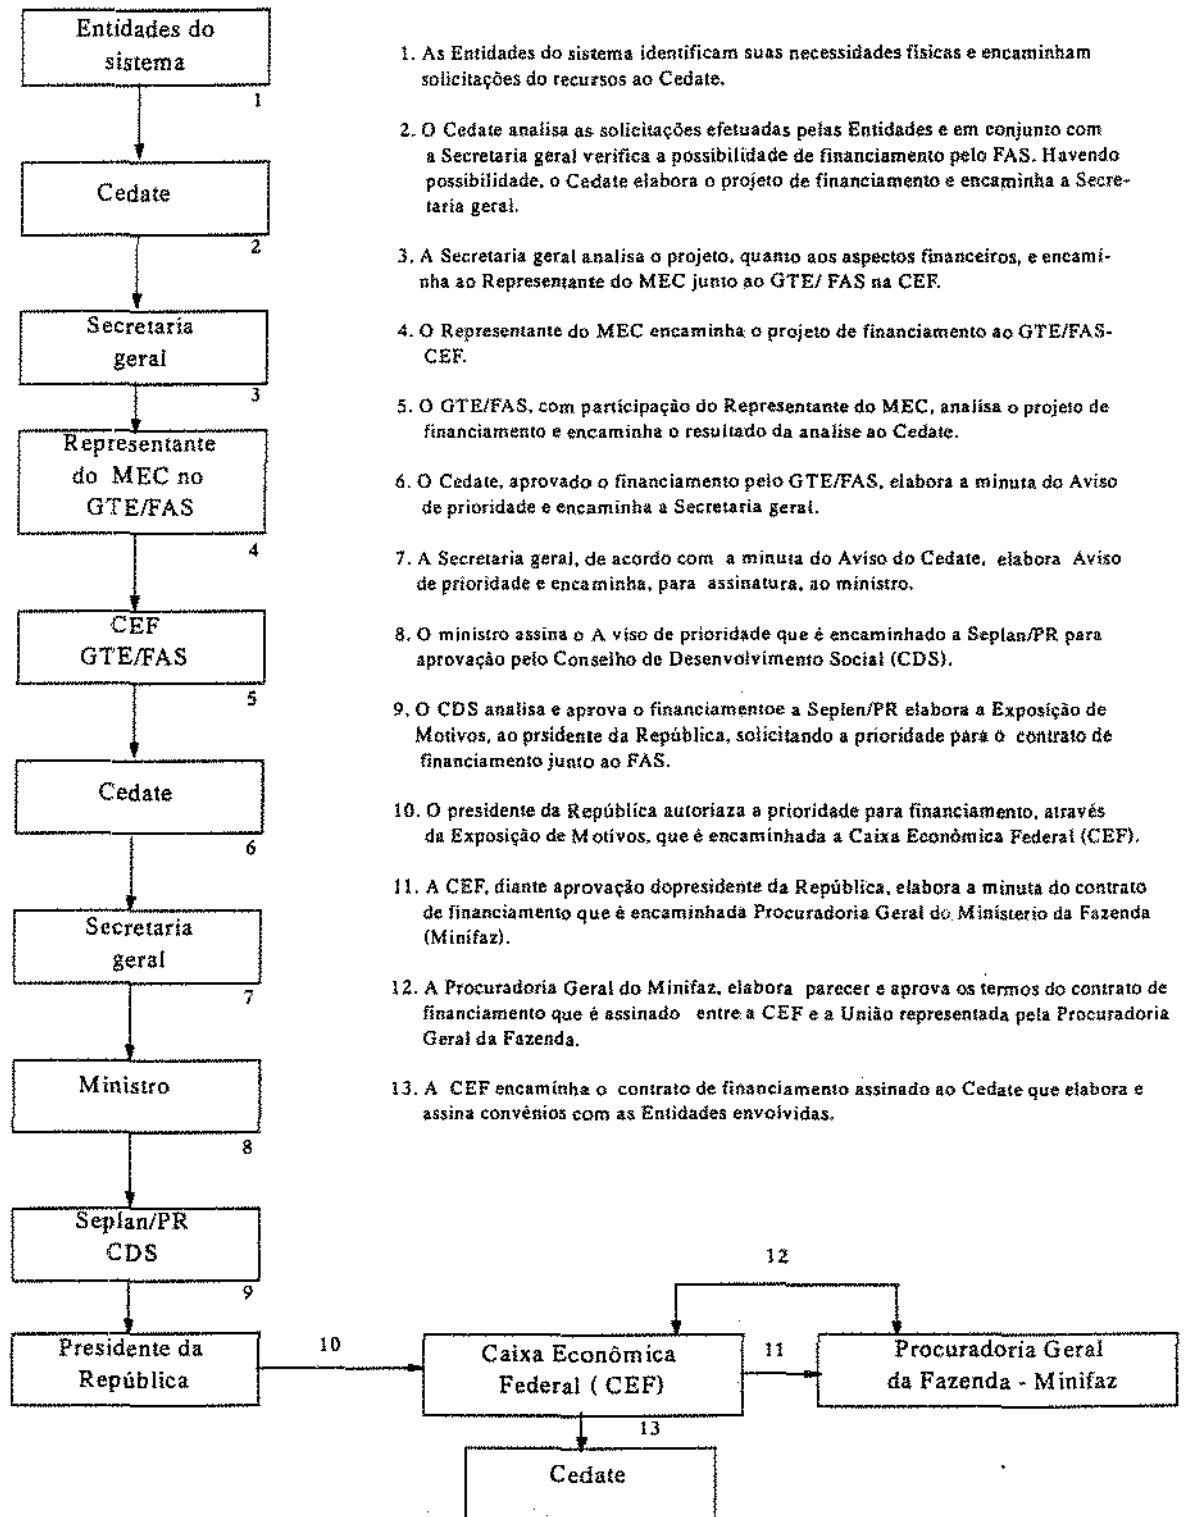 Entidades do
sistema
1
Cedate
2
Secretaria
geral
3
Representante
do MEC no
GTE/FAS
4
CEF
GTE/FAS
5
Cedate
6
Secretaria
geral
7
Ministro
8
Seplan/PR
CDS
9
Presidente da
República
10
Caixa Econômica
Federal ( CEF)
11
12
Procuradoria Geral
da Fazenda - Minifaz
13
Cedate
1. As Entidades do sistema identificam suas necessidades físicas e encaminham
solicitações do recursos ao Cedate.
2. O Cedate analisa as solicitações efetuadas pelas Entidades e em conjunto com
a Secretaria geral verifica a possibilidade de financiamento pelo FAS. Havendo
possibilidade, o Cedate elabora o projeto de financiamento e encaminha a Secre-
taria geral.
3. A Secretaria geral analisa o projeto, quanto aos aspectos financeiros, e encami-
nha ao Representante do MEC junto ao GTE/ FAS na CEF.
4. O Representante do MEC encaminha o projeto de financiamento ao GTE/FAS-
CEF.
5. O GTE/FAS, com participação do Representante do MEC, analisa o projeto de
financiamento e encaminha o resultado da analise ao Cedate.
6. O Cedate, aprovado o financiamento pelo GTE/FAS, elabora a minuta do Aviso
de prioridade e encaminha a Secretaria geral.
7. A Secretaria geral, de acordo com a minuta do Aviso do Cedate, elabora Aviso
de prioridade e encaminha, para assinatura, ao ministro.
8. O ministro assina o A viso de prioridade que é encaminhado a Seplan/PR para
aprovação pelo Conselho de Desenvolvimento Social (CDS).
9. O CDS analisa e aprova o financiamentoe a Seplen/PR elabora a Exposição de
Motivos, ao prsidente da República, solicitando a prioridade para o contrato de
financiamento junto ao FAS.
10. O presidente da República autoriaza a prioridade para financiamento, através
da Exposição de Motivos, que é encaminhada a Caixa Econômica Federal (CEF).
11. A CEF, diante aprovação dopresidente da República, elabora a minuta do contrato
de financiamento que é encaminhada Procuradoria Geral do Ministerio da Fazenda
(Minifaz).
12. A Procuradoria Geral do Minifaz, elabora parecer e aprova os termos do contrato de
financiamento que é assinado entre a CEF e a União representada pela Procuradoria
Geral da Fazenda.
13. A CEF encaminha o contrato de financiamento assinado ao Cedate que elabora e
assina convênios com as Entidades envolvidas.